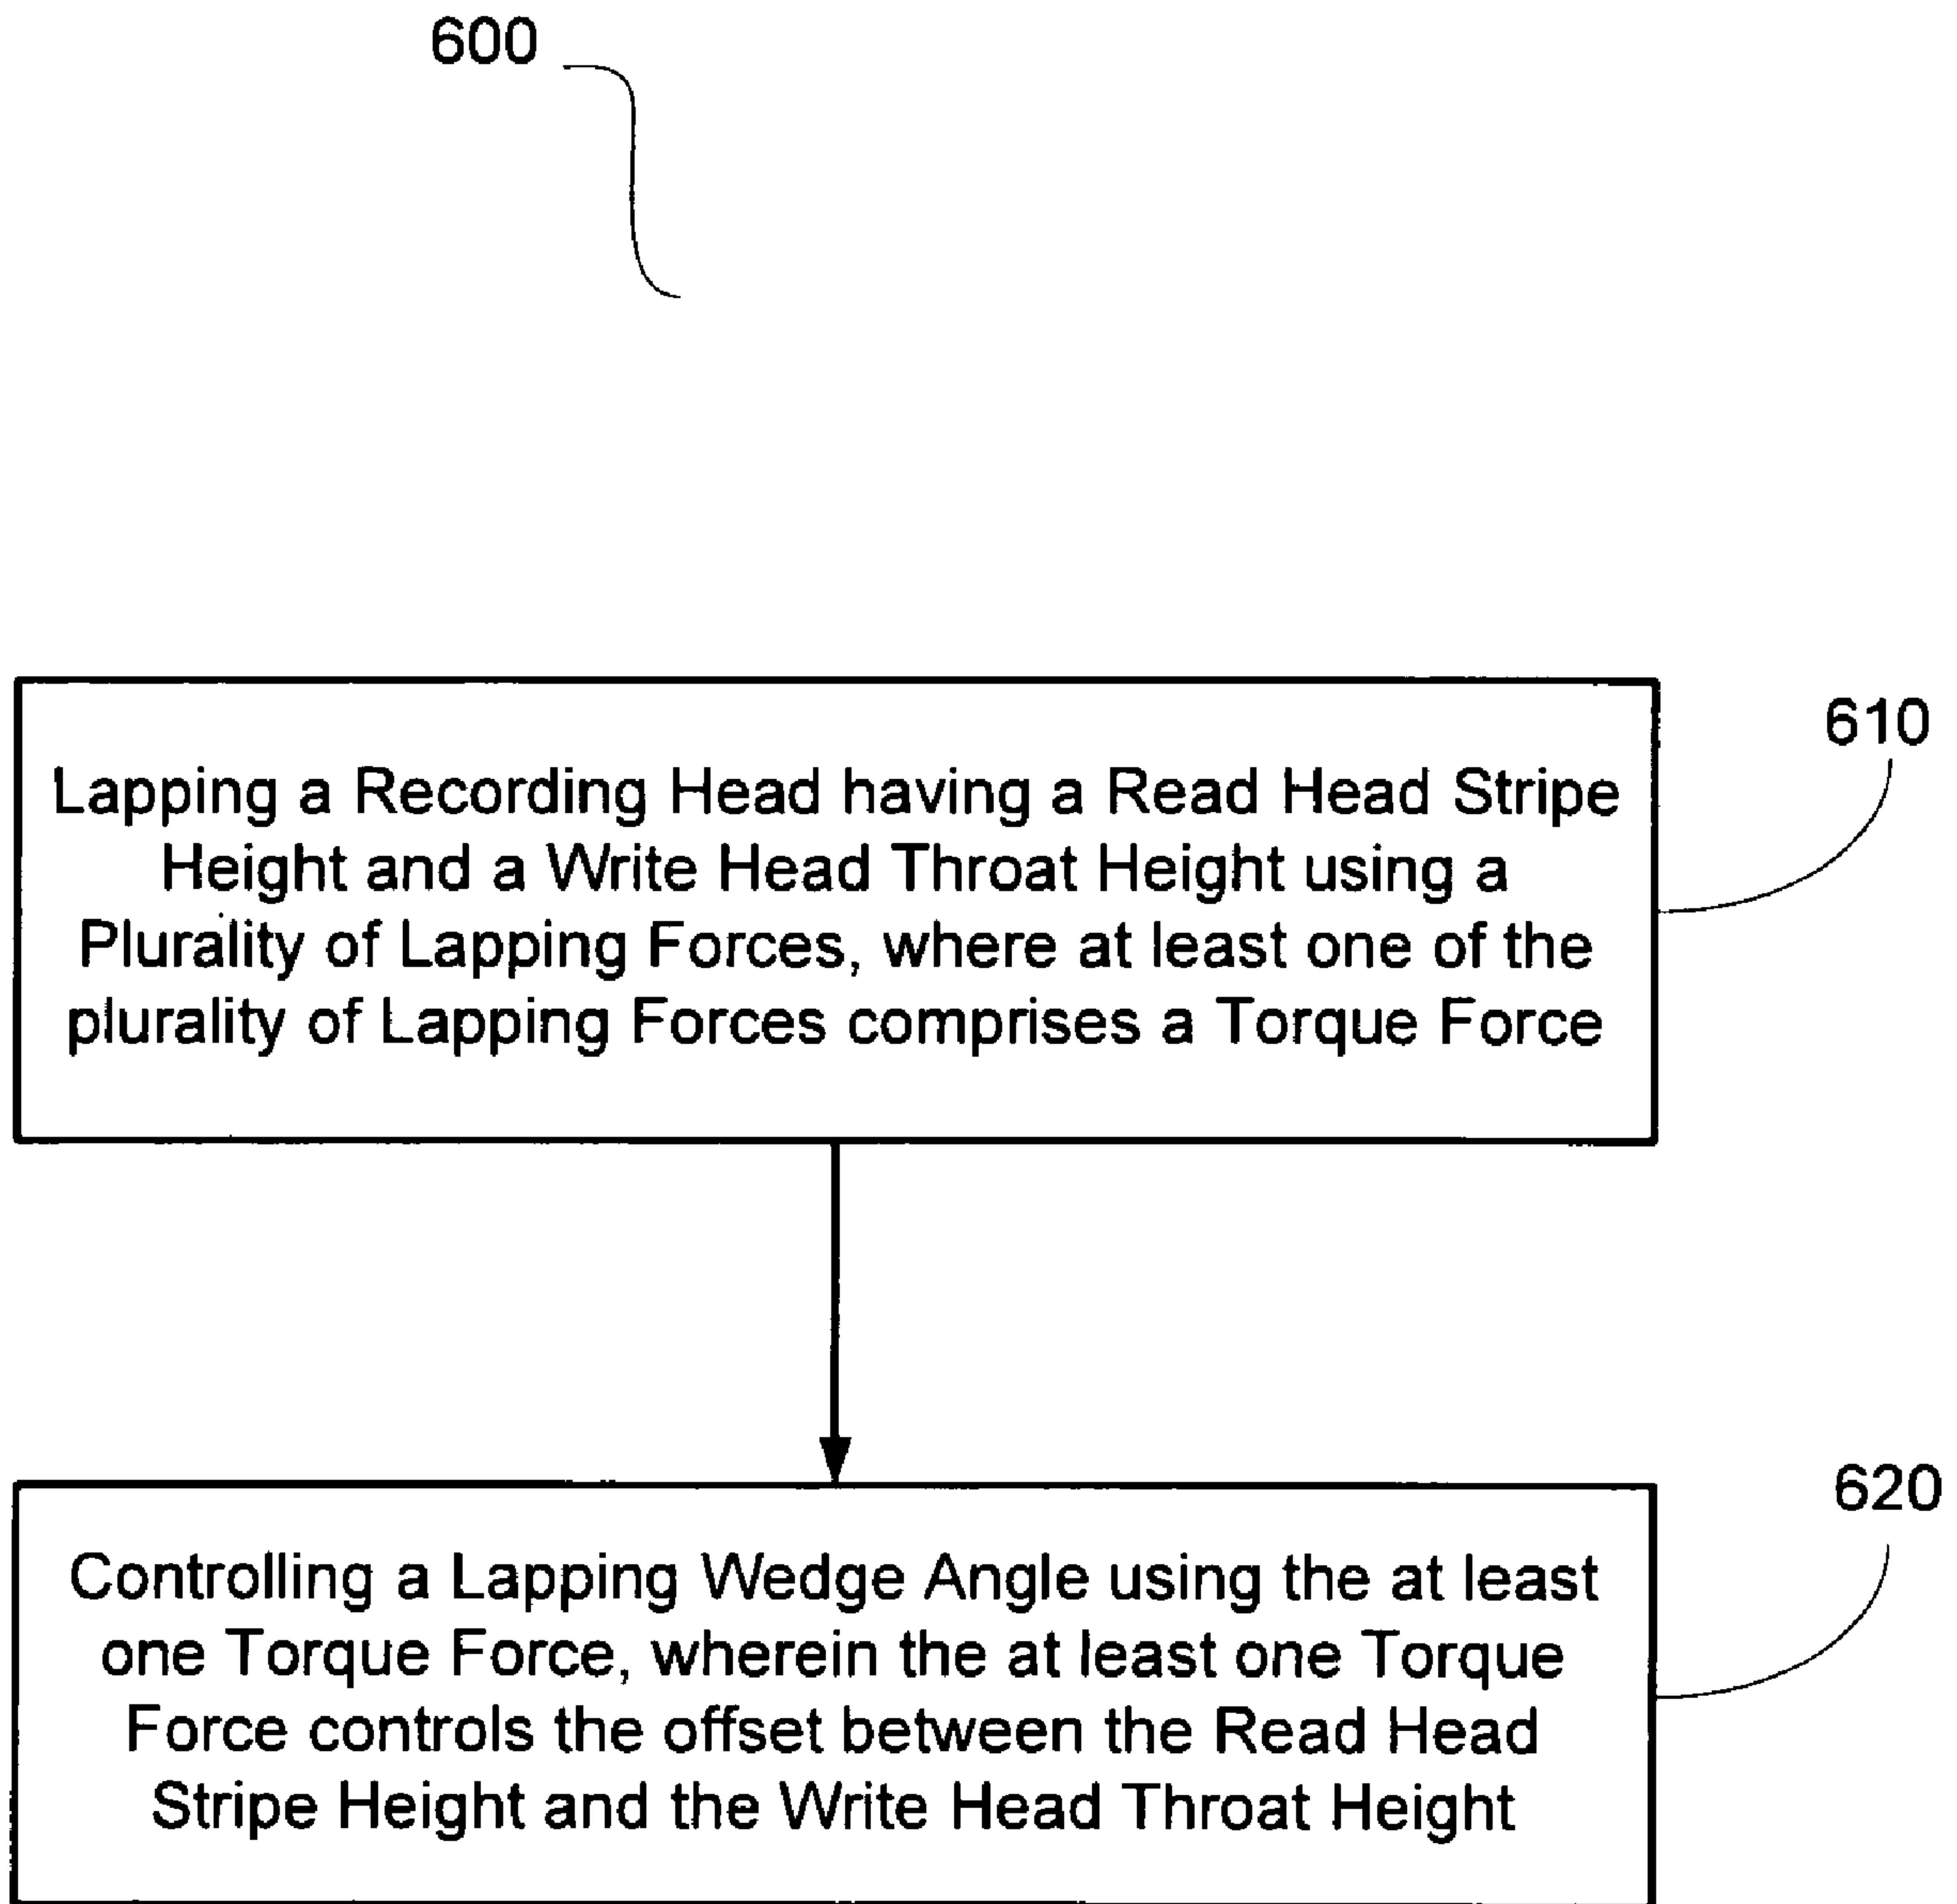 600
610
Lapping a Recording Head having a Read Head Stripe
Height and a Write Head Throat Height using a
Plurality of Lapping Forces, where at least one of the
plurality of Lapping Forces comprises a Torque Force
620
Controlling a Lapping Wedge Angle using the at least
one Torque Force, wherein the at least one Torque
Force controls the offset between the Read Head
Stripe Height and the Write Head Throat Height